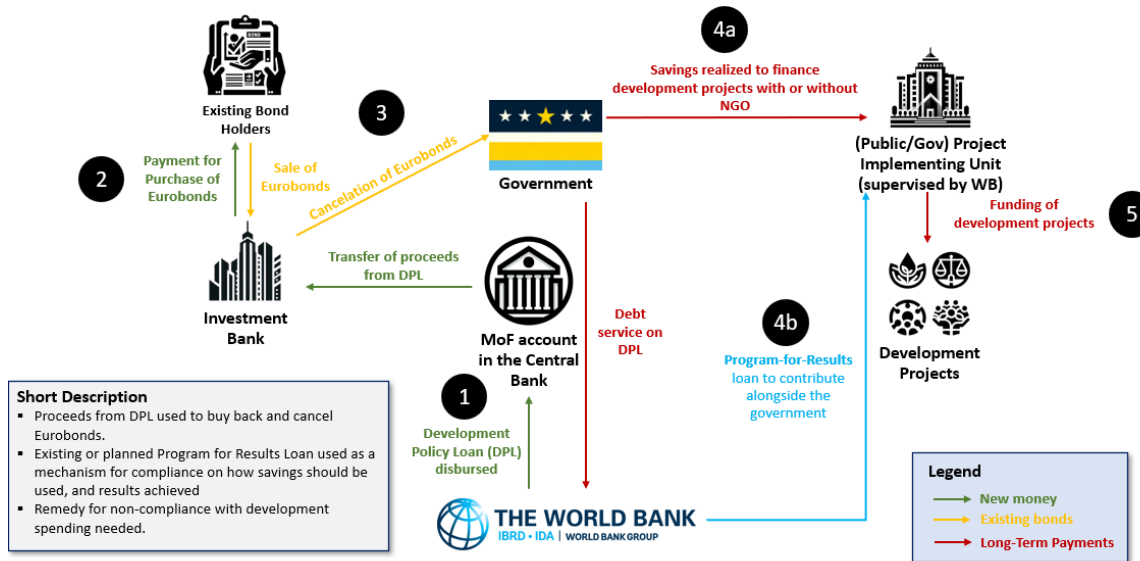 4a
BOND
Existing Bond
Holders
3
Savings realized to finance
development projects with or without
NGO
(Public/Gov) Project
Implementing Unit
(supervised by WB)
2
Payment for
Purchase of
Eurobonds
Sale of
Eurobonds
Cancelation of Eurobonds
Government
Funding of
development projects
5
Transfer of proceeds
from DPL
Investment
Bank
MoF account
in the Central
Bank
Debt
service on
DPL
4b
Program-for-Results
loan to contribute
alongside the
government
Development
Projects
Short Description
▪ Proceeds from DPL used to buy back and cancel
Eurobonds.
▪ Existing or planned Program for Results Loan used as a
mechanism for compliance on how savings should be
used, and results achieved
▪ Remedy for non-compliance with development
spending needed.
1
Development
Policy Loan (DPL)
disbursed
THE WORLD BANK
IBRD • IDA | WORLD BANK GROUP
Legend
New money
Existing bonds
Long-Term Payments